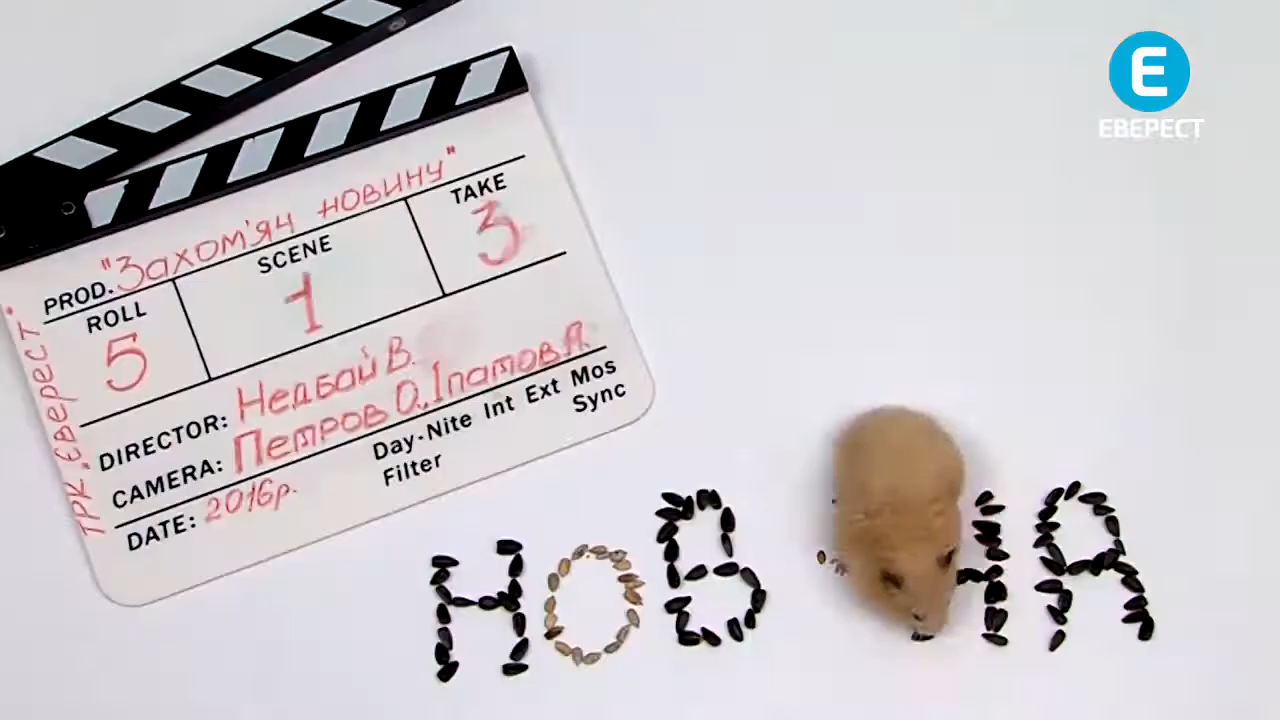 ЕВЕРЕСТ
PROD. "Захом'яч новину"
ROLL SCENE TAKE
5 1 3
DIRECTOR: Недбай В.
CAMERA: Петров О., Іпатов А.
DATE: 2016р.
Day·Nite Int Ext Mos
Filter Sync
ТРК „Еверест"
НОВ НА